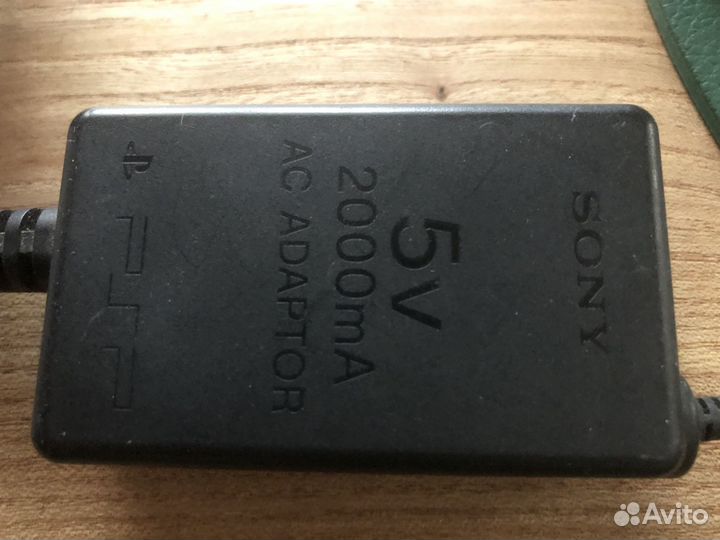 SONY
5V
2000mA
AC ADAPTOR
PSP
Avito